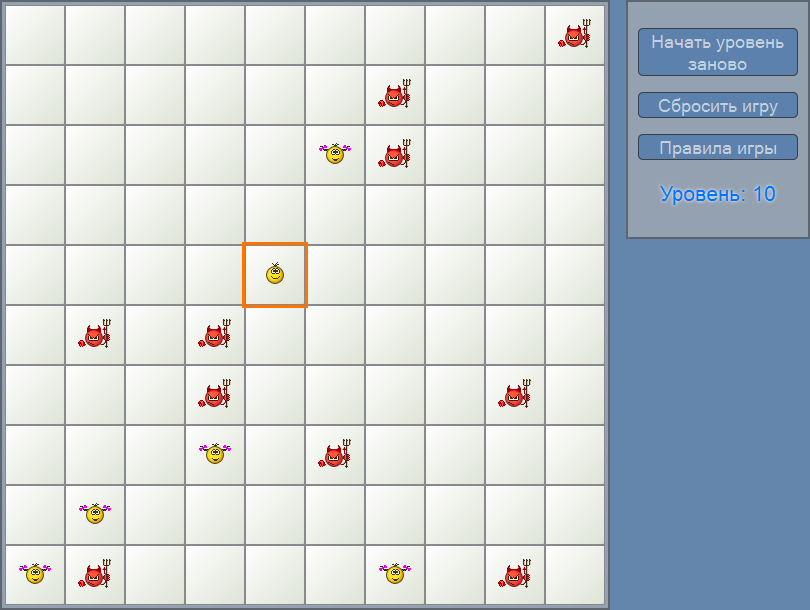 Начать уровень
заново
Сбросить игру
Правила игры
Уровень: 10